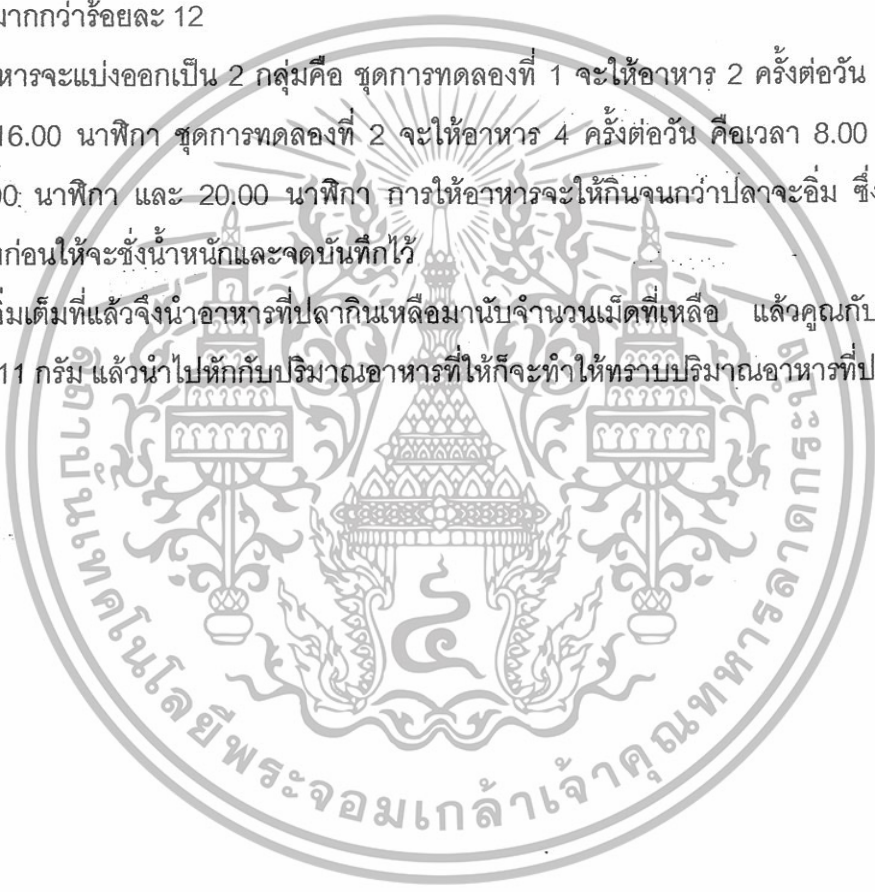 มากกว่าร้อยละ 12
หารจะแบ่งออกเป็น 2 กลุ่มคือ ชุดการทดลองที่ 1 จะให้อาหาร 2 ครั้งต่อวัน
16.00 นาฬิกา ชุดการทดลองที่ 2 จะให้อาหาร 4 ครั้งต่อวัน คือเวลา 8.00
00 นาฬิกา และ 20.00 นาฬิกา การให้อาหารจะให้กินจนกว่าปลาจะอิ่ม ซึ่ง
ก่อนให้จะชั่งน้ำหนักและจดบันทึกไว้
อิ่มเต็มที่แล้วจึงนำอาหารที่ปลากินเหลือมานับจำนวนเม็ดที่เหลือ แล้วคูณกับ
11 กรัม แล้วนำไปหักกับปริมาณอาหารที่ให้ก็จะทำให้ทราบปริมาณอาหารที่ป
สถาบันเทคโนโลยีพระจอมเกล้าเจ้าคุณทหารลาดกระบัง